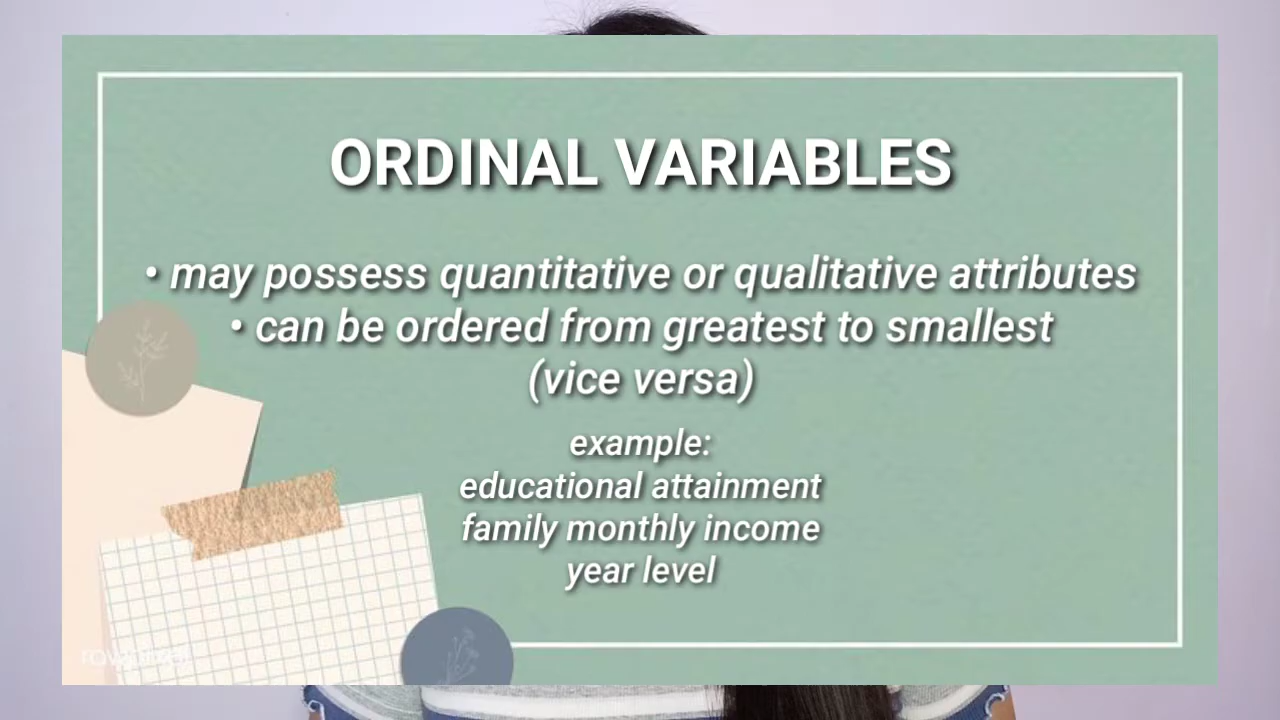 ORDINAL VARIABLES
• may possess quantitative or qualitative attributes
• can be ordered from greatest to smallest
(vice versa)
example:
educational attainment
family monthly income
year level